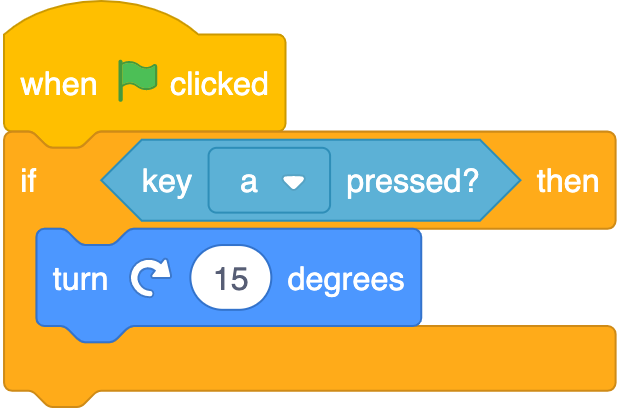 when clicked
if key a pressed? then
turn 15 degrees